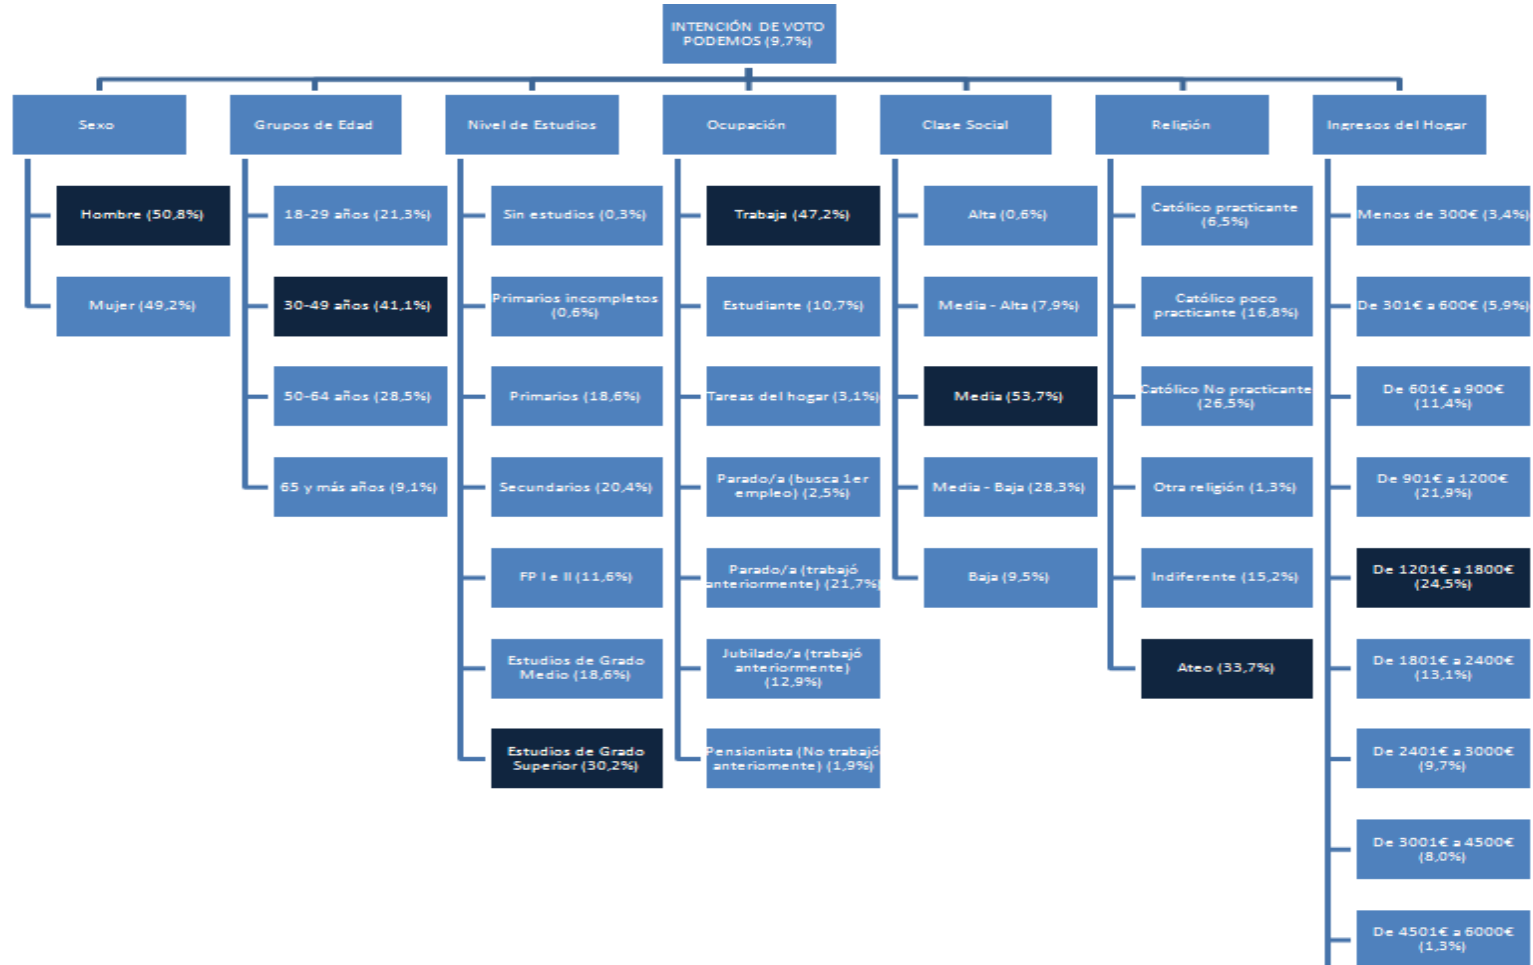 INTENCIÓN DE VOTO
PODEMOS (9,7%)
Sexo
Hombre (50,8%)
Mujer (49,2%)
Grupos de Edad
18-29 años (21,3%)
30-49 años (41,1%)
50-64 años (28,5%)
65 y más años (9,1%)
Nivel de Estudios
Sin estudios (0,3%)
Primarios incompletos
(0,6%)
Primarios (18,6%)
Secundarios (20,4%)
FP I e II (11,6%)
Estudios de Grado
Medio (18,6%)
Estudios de Grado
Superior (30,2%)
Ocupación
Trabaja (47,2%)
Estudiante (10,7%)
Tareas del hogar (3,1%)
Parado/a (busca 1er
empleo) (2,5%)
Parado/a (trabajó
anteriormente) (21,7%)
Jubilado/a (trabajó
anteriormente)
(12,9%)
Pensionista (No trabajó
anteriomente) (1,9%)
Clase Social
Alta (0,6%)
Media - Alta (7,9%)
Media (53,7%)
Media - Baja (28,3%)
Baja (9,5%)
Religión
Católico practicante
(6,5%)
Católico poco
practicante (16,8%)
Católico No practicante
(26,5%)
Otra religión (1,3%)
Indiferente (15,2%)
Ateo (33,7%)
Ingresos del Hogar
Menos de 300€ (3,4%)
De 301€ a 600€ (5,9%)
De 601€ a 900€
(11,4%)
De 901€ a 1200€
(21,9%)
De 1201€ a 1800€
(24,5%)
De 1801€ a 2400€
(13,1%)
De 2401€ a 3000€
(9,7%)
De 3001€ a 4500€
(8,0%)
De 4501€ a 6000€
(1,3%)